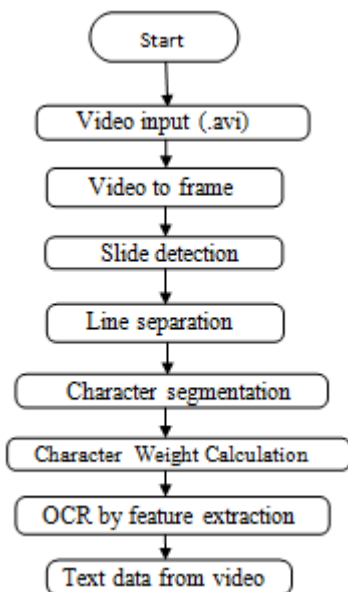 Start
Video input (.avi)
Video to frame
Slide detection
Line separation
Character segmentation
Character Weight Calculation
OCR by feature extraction
Text data from video